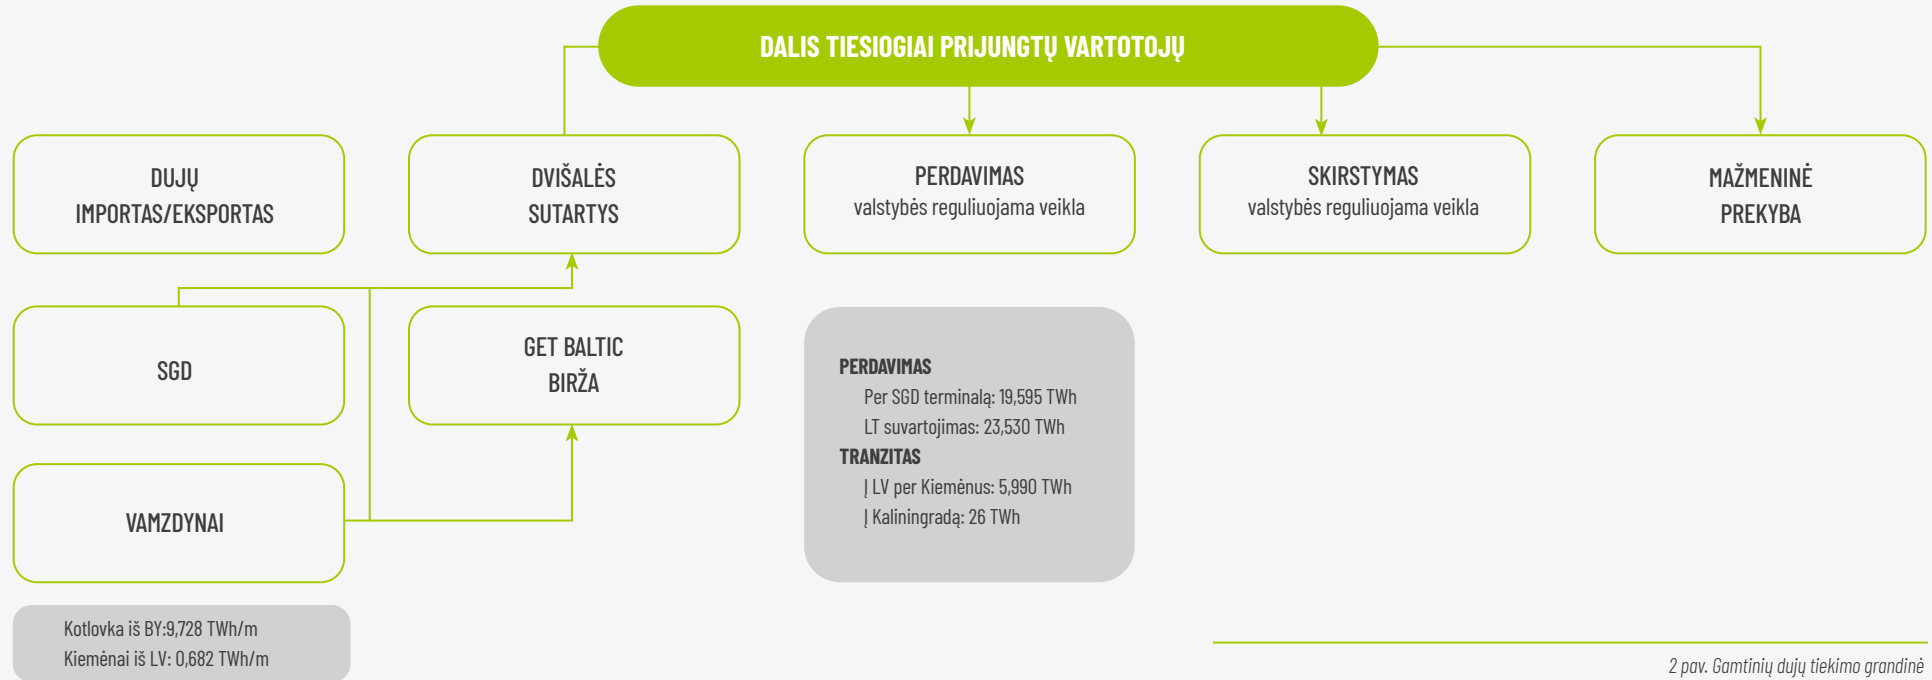 DALIS TIESIOGIAI PRIJUNGTŲ VARTOTOJŲ
DUJŲ
IMPORTAS/EKSPORTAS
DVIŠALĖS
SUTARTYS
PERDAVIMAS
valstybės reguliuojama veikla
SKIRSTYMAS
valstybės reguliuojama veikla
MAŽMENINĖ
PREKYBA
SGD
GET BALTIC
BIRŽA
VAMZDYNAI
PERDAVIMAS
Per SGD terminalą: 19,595 TWh
LT suvartojimas: 23,530 TWh
TRANZITAS
Į LV per Kiemėnus: 5,990 TWh
Į Kaliningradą: 26 TWh
Kotlovka iš BY:9,728 TWh/m
Kiemėnai iš LV: 0,682 TWh/m
2 pav. Gamtinių dujų tiekimo grandinė